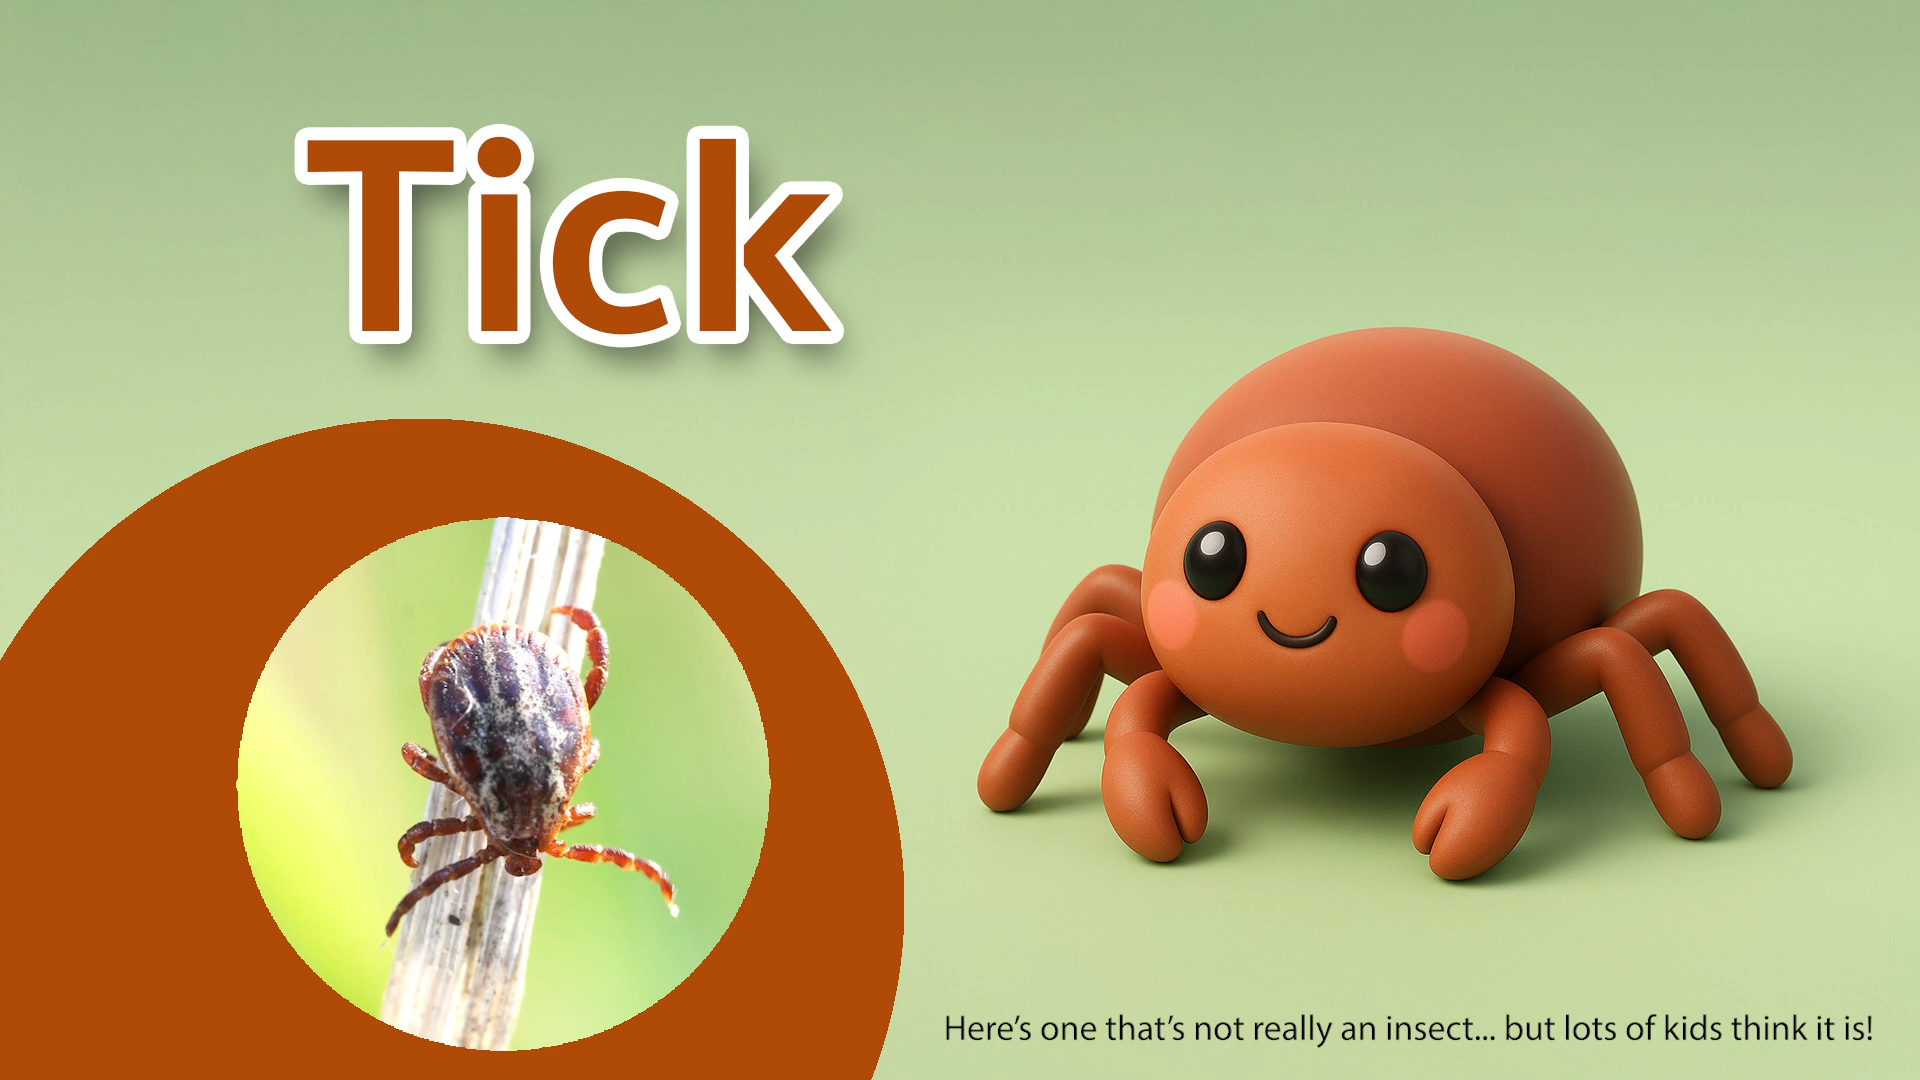 Tick
Here’s one that’s not really an insect... but lots of kids think it is!